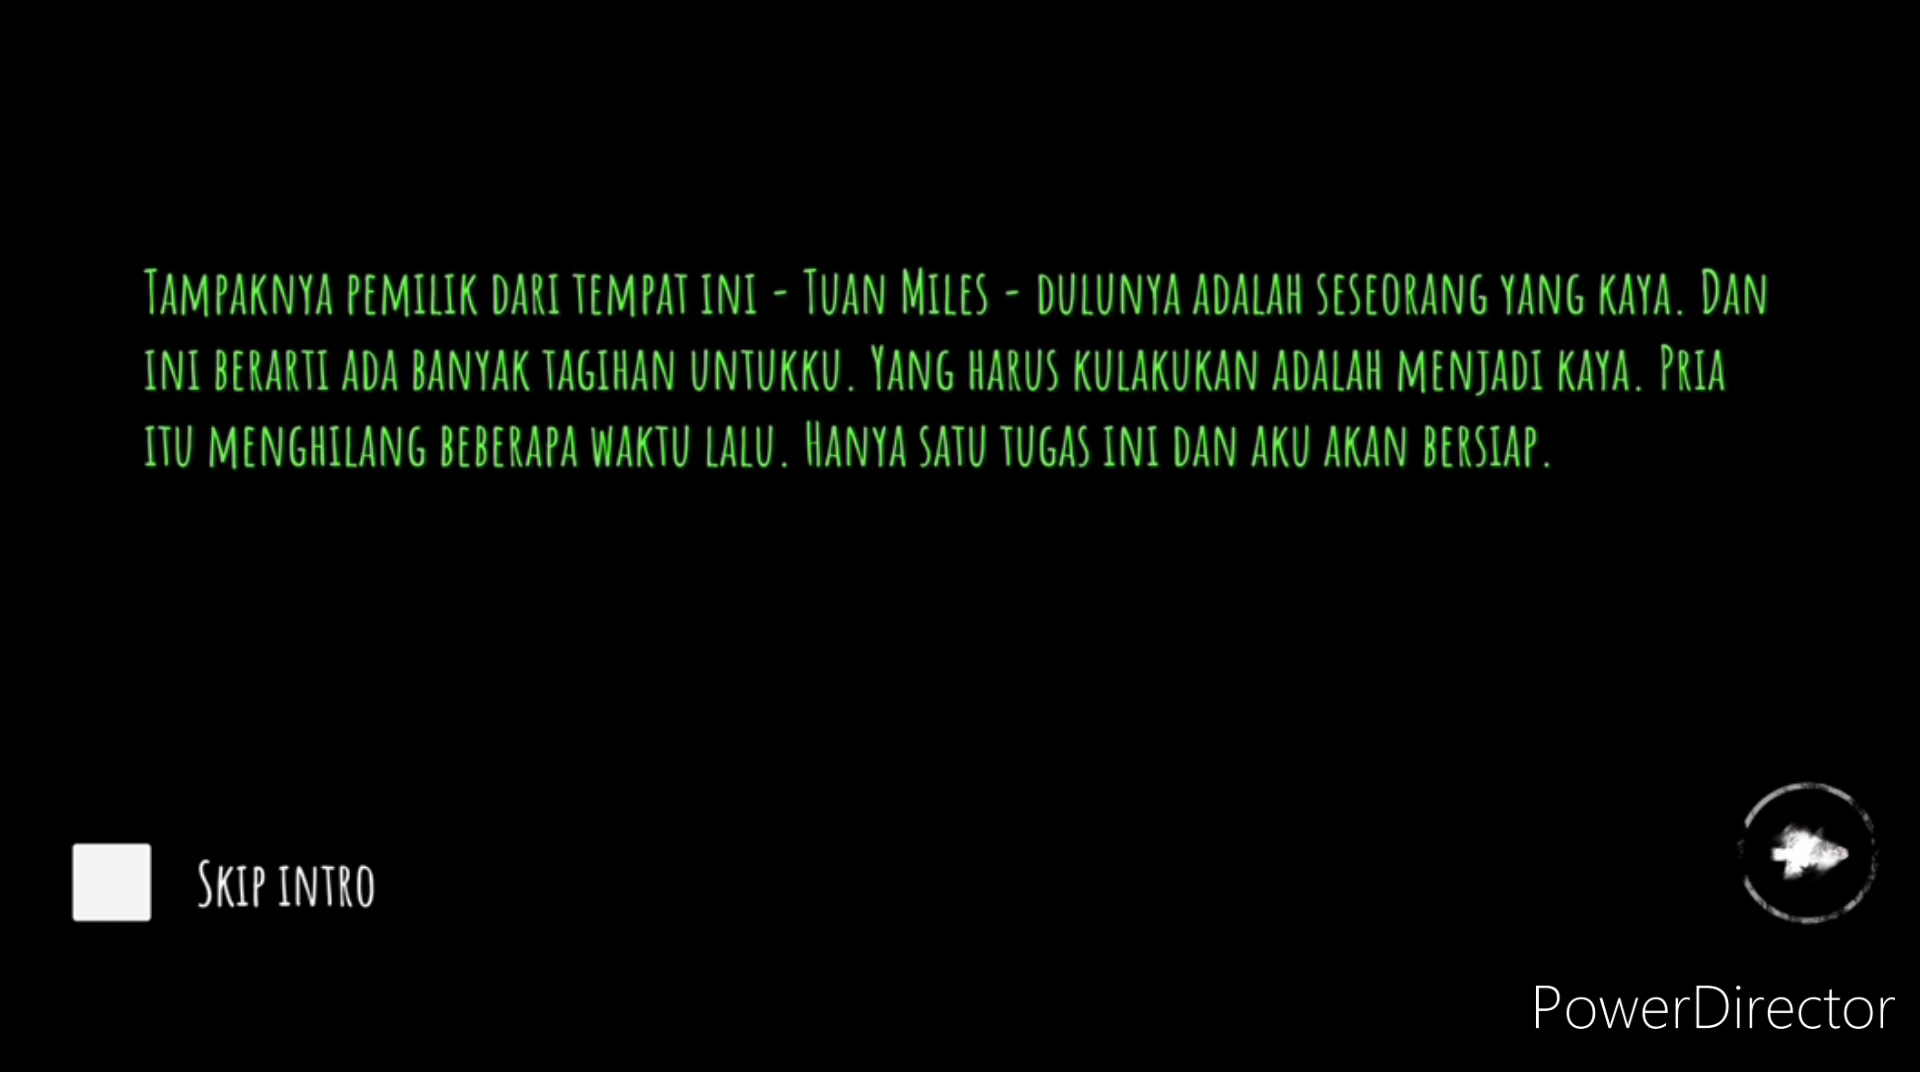 Tampaknya pemilik dari tempat ini - Tuan Miles - dulunya adalah seseorang yang kaya. Dan
ini berarti ada banyak tagihan untukku. Yang harus kulakukan adalah menjadi kaya. Pria
itu menghilang beberapa waktu lalu. Hanya satu tugas ini dan aku akan bersiap.
Skip intro
PowerDirector